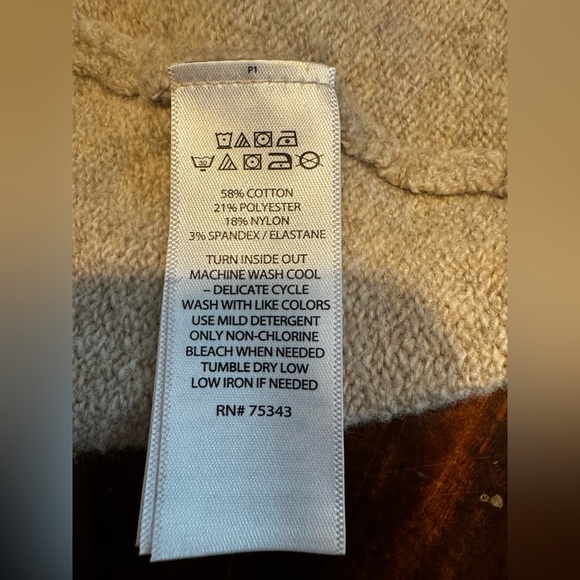 P1
58% COTTON
21% POLYESTER
18% NYLON
3% SPANDEX / ELASTANE
TURN INSIDE OUT
MACHINE WASH COOL
– DELICATE CYCLE
WASH WITH LIKE COLORS
USE MILD DETERGENT
ONLY NON-CHLORINE
BLEACH WHEN NEEDED
TUMBLE DRY LOW
LOW IRON IF NEEDED
RN# 75343